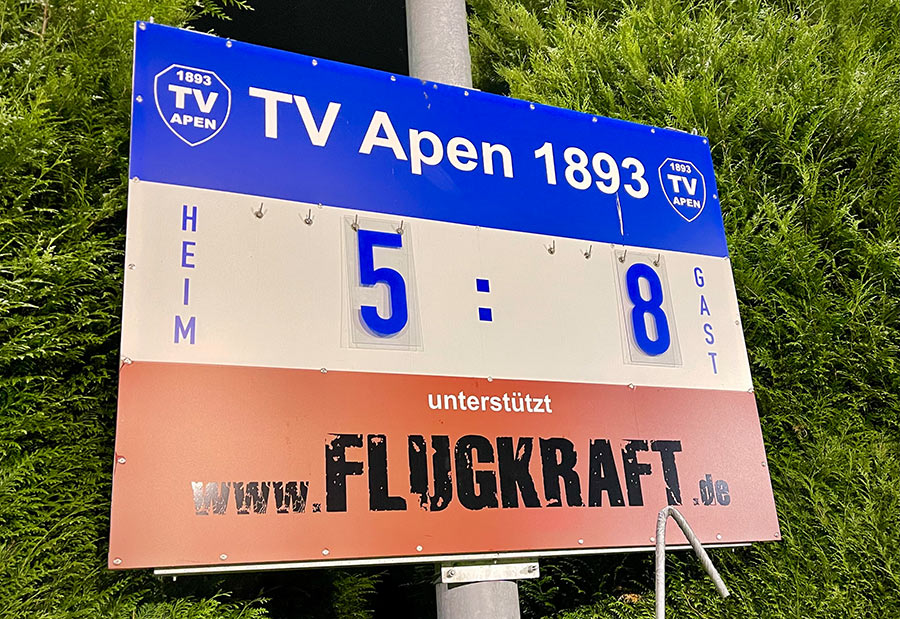 1893
TV
APEN
TV Apen 1893
1893
TV
APEN
HEIM
5 : 8
GAST
unterstützt
www.FLUGKRAFT.de